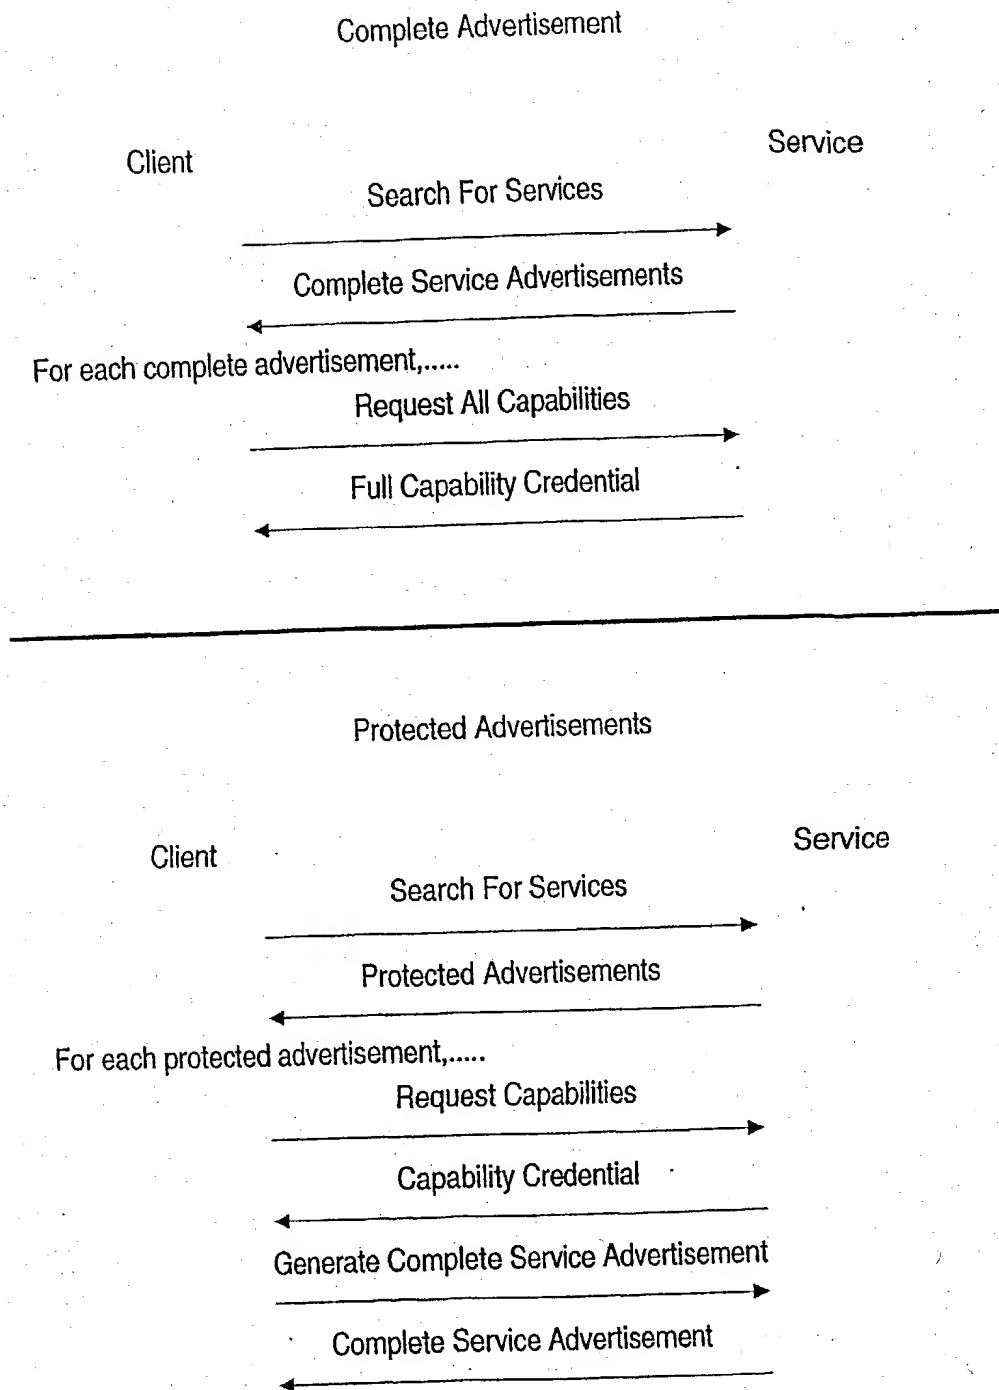 Complete Advertisement
Client
Service
Search For Services
Complete Service Advertisements
For each complete advertisement,.....
Request All Capabilities
Full Capability Credential
Protected Advertisements
Client
Service
Search For Services
Protected Advertisements
For each protected advertisement,.....
Request Capabilities
Capability Credential
Generate Complete Service Advertisement
Complete Service Advertisement